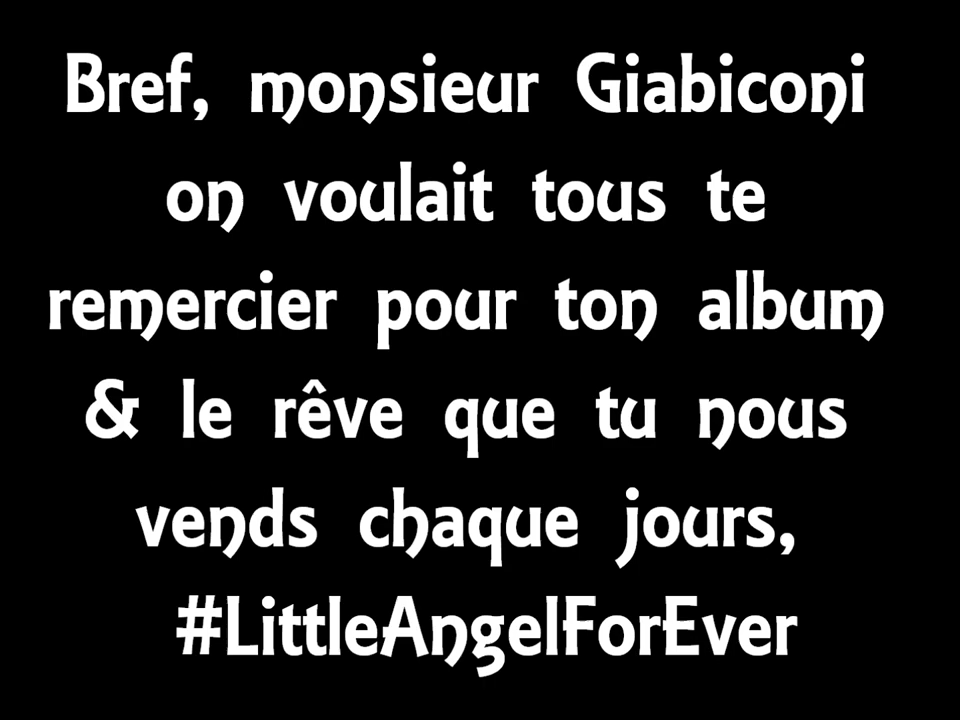 Bref, monsieur Giabiconi
on voulait tous te
remercier pour ton album
& le rêve que tu nous
vends chaque jours,
#LittleAngelForEver